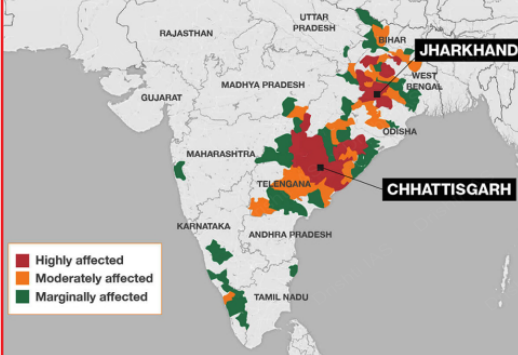 UTTAR
PRADESH
RAJASTHAN
BIHAR
JHARKHAND
WEST
BENGAL
MADHYA PRADESH
GUJARAT
ODISHA
MAHARASHTRA
TELENGANA
CHHATTISGARH
KARNATAKA
ANDHRA PRADESH
Highly affected
Moderately affected
Marginally affected
TAMIL NADU